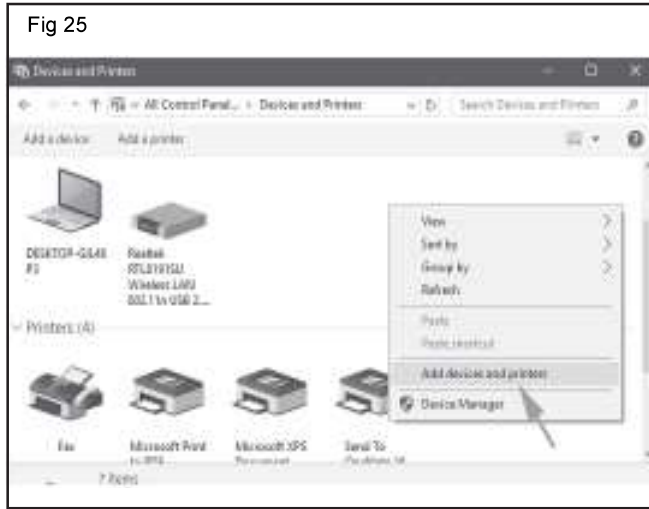 Fig 25
Devices and Printers
All Control Panel... Devices and Printers
Search Devices and Printers
Add a device Add a printer
View
Sort by
Group by
Refresh
Paste
Paste shortcut
Add devices and printers
Device Manager
Realtek
Wireless LAN
Printers (4)
Fax
Microsoft Print
Microsoft XPS
Send To
7 items